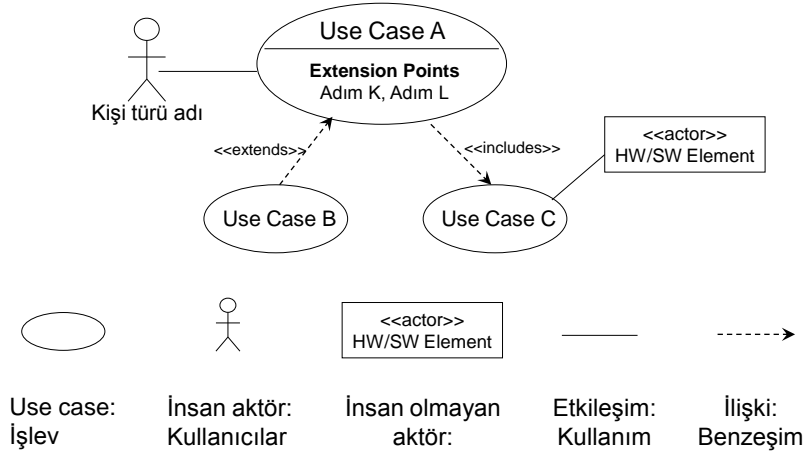 Use Case A
Extension Points
Adım K, Adım L
Kişi türü adı
<<extends>>
<<includes>>
<<actor>>
HW/SW Element
Use Case B
Use Case C
<<actor>>
HW/SW Element
Use case:
İşlev
İnsan aktör:
Kullanıcılar
İnsan olmayan
aktör:
Etkileşim:
Kullanım
İlişki:
Benzeşim